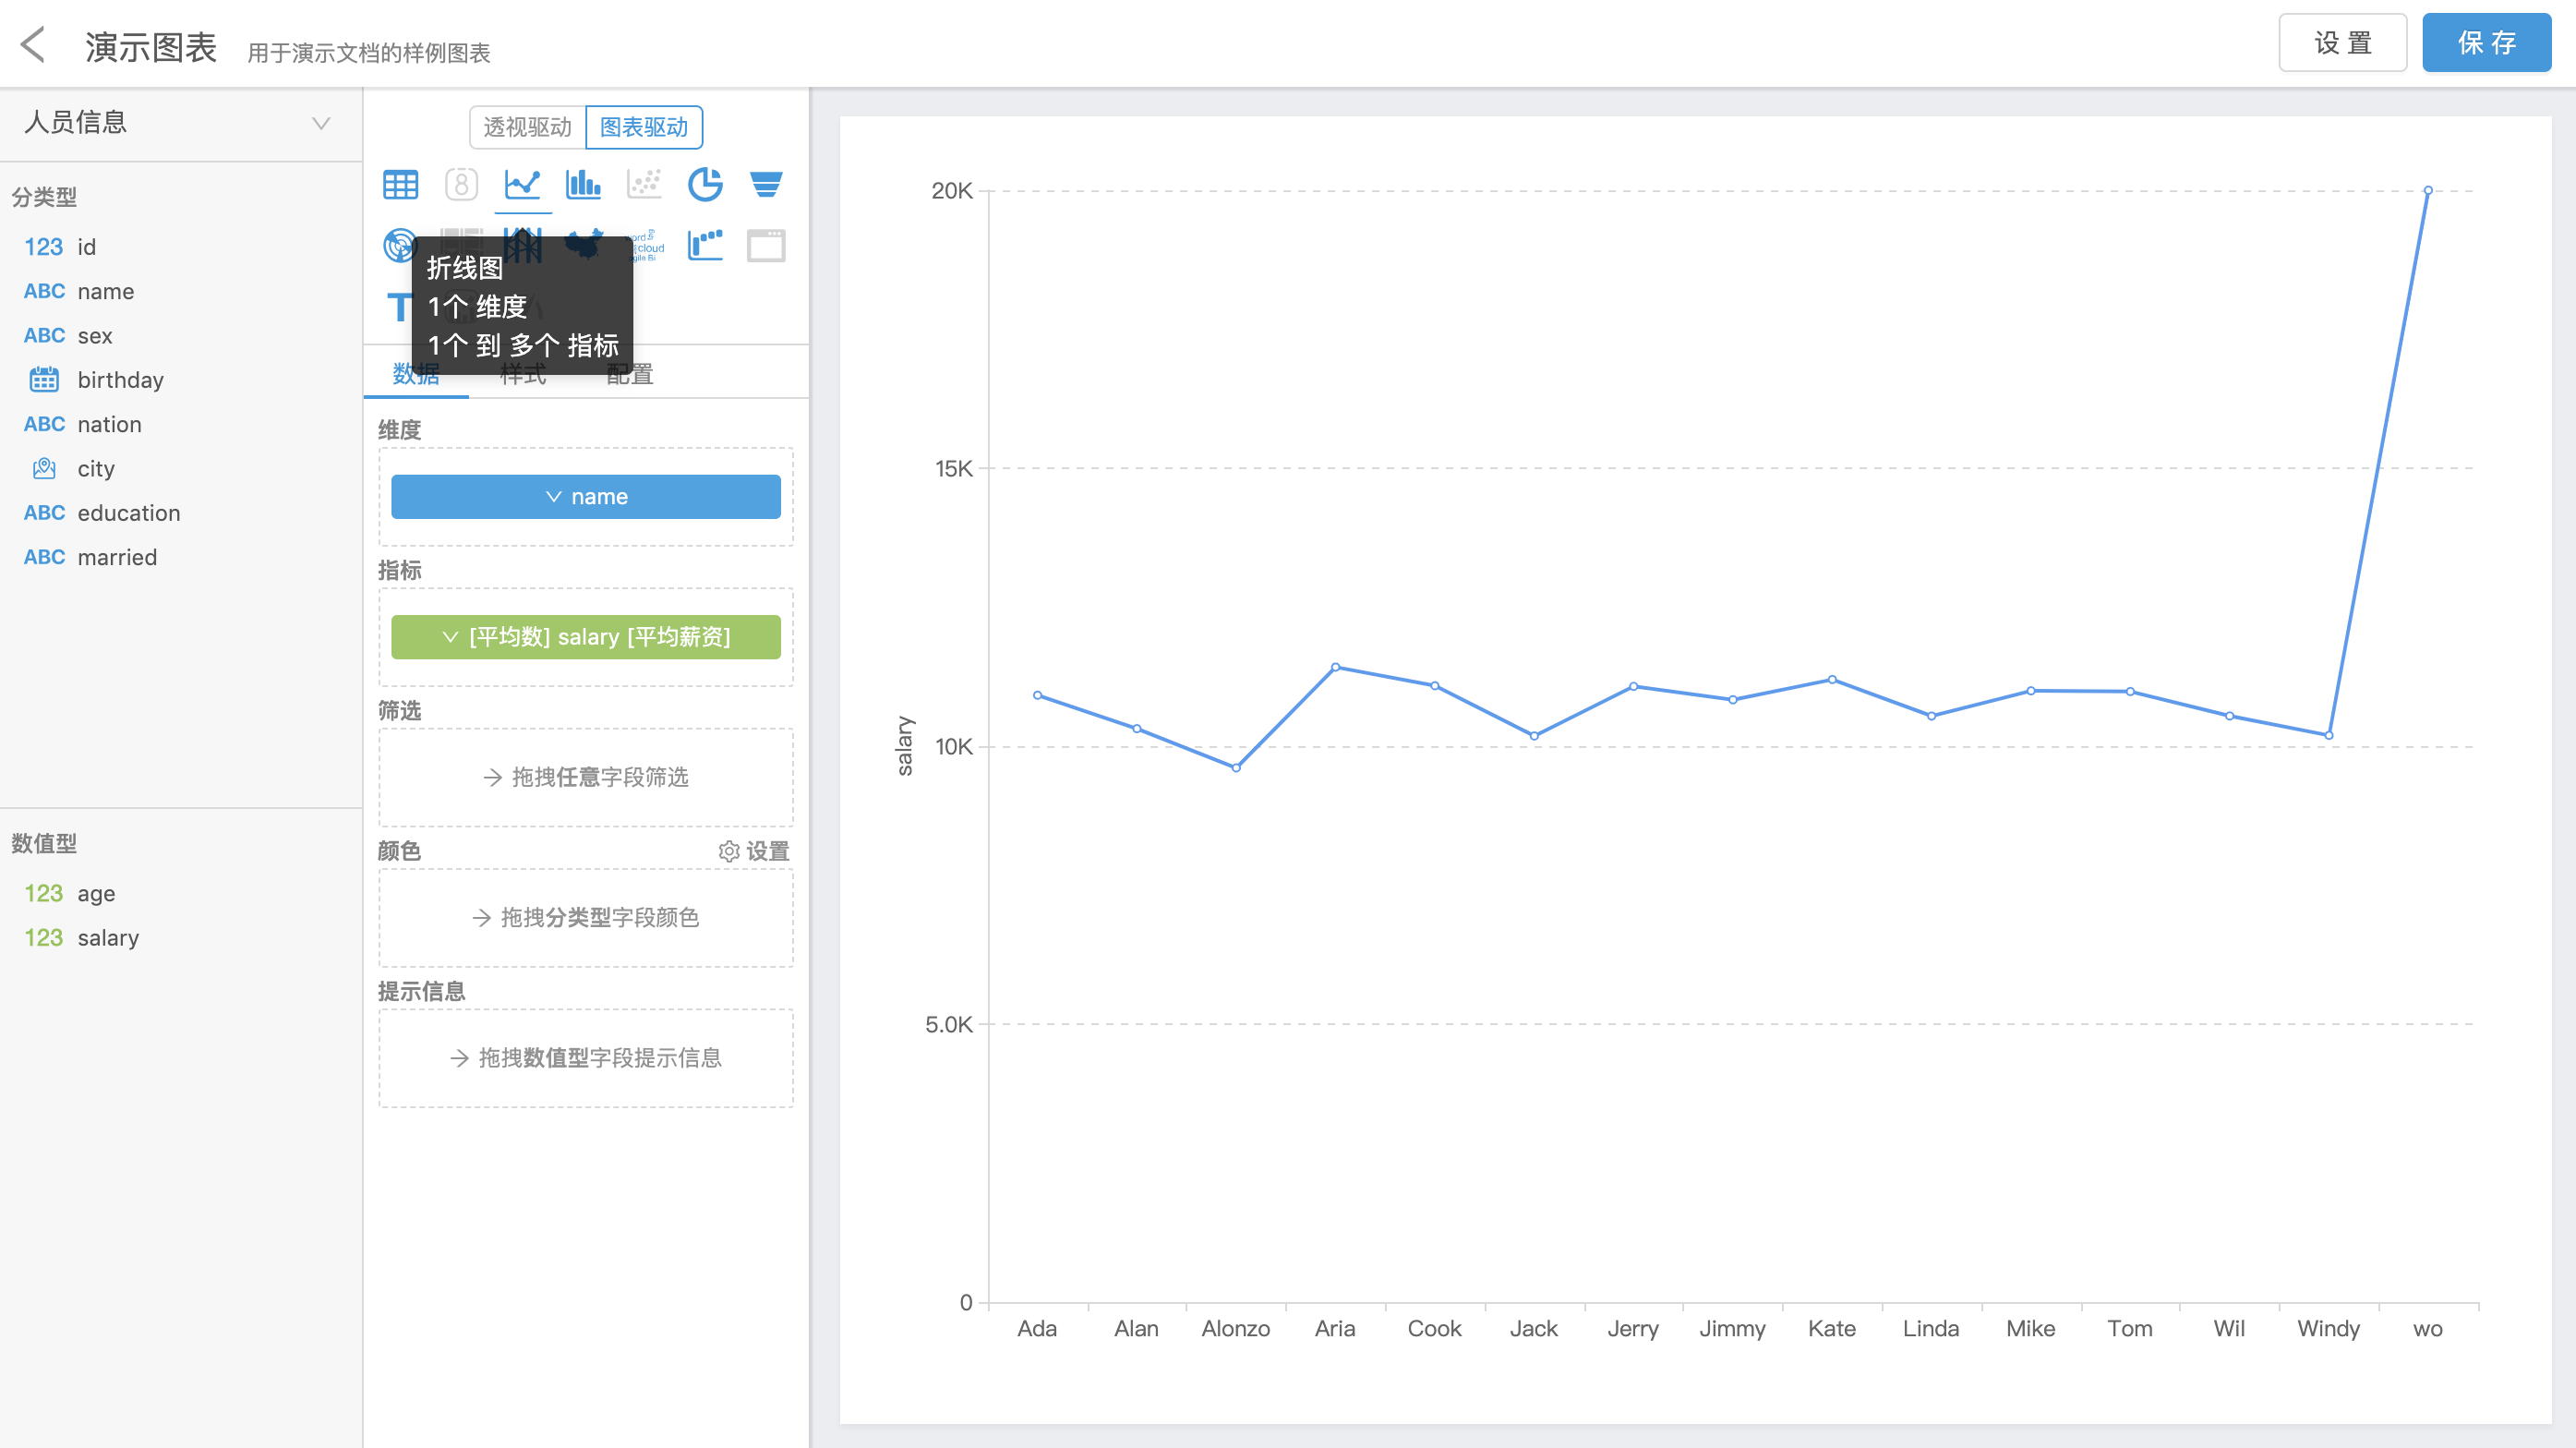 演示图表 用于演示文档的样例图表
设 置
保 存
人员信息
分类型
123 id
ABC name
ABC sex
birthday
ABC nation
city
ABC education
ABC married
数值型
123 age
123 salary
透视驱动 图表驱动
8
cloud
T
折线图
1个 维度
1个 到 多个 指标
数据 样式 配置
维度
name
指标
[平均数] salary [平均薪资]
筛选
拖拽任意字段筛选
颜色 设置
拖拽分类型字段颜色
提示信息
拖拽数值型字段提示信息
salary
20K
15K
10K
5.0K
0
Ada Alan Alonzo Aria Cook Jack Jerry Jimmy Kate Linda Mike Tom Wil Windy wo